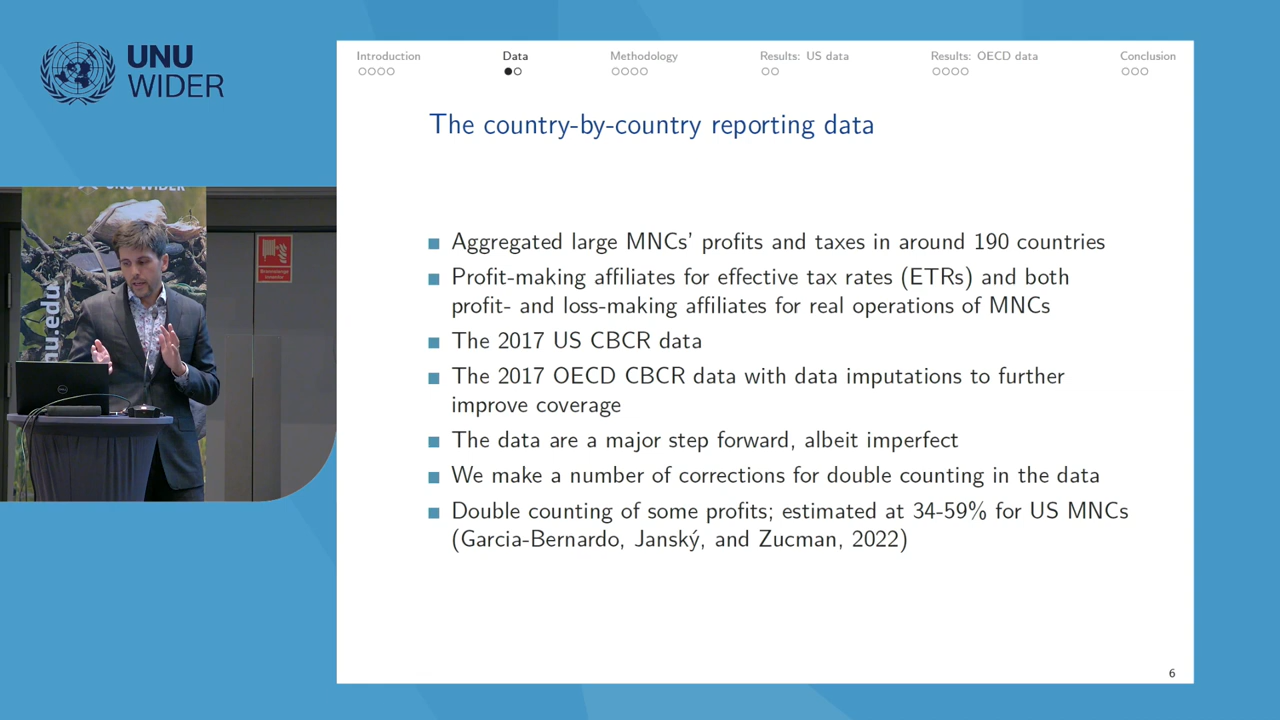 UNU
WIDER
Introduction
Data
Methodology
Results: US data
Results: OECD data
Conclusion
The country-by-country reporting data
Aggregated large MNCs' profits and taxes in around 190 countries
Profit-making affiliates for effective tax rates (ETRs) and both
profit- and loss-making affiliates for real operations of MNCs
The 2017 US CBCR data
The 2017 OECD CBCR data with data imputations to further
improve coverage
The data are a major step forward, albeit imperfect
We make a number of corrections for double counting in the data
Double counting of some profits; estimated at 34-59% for US MNCs
(Garcia-Bernardo, Janský, and Zucman, 2022)
6
UNU WIDER
nu.edu
DELL